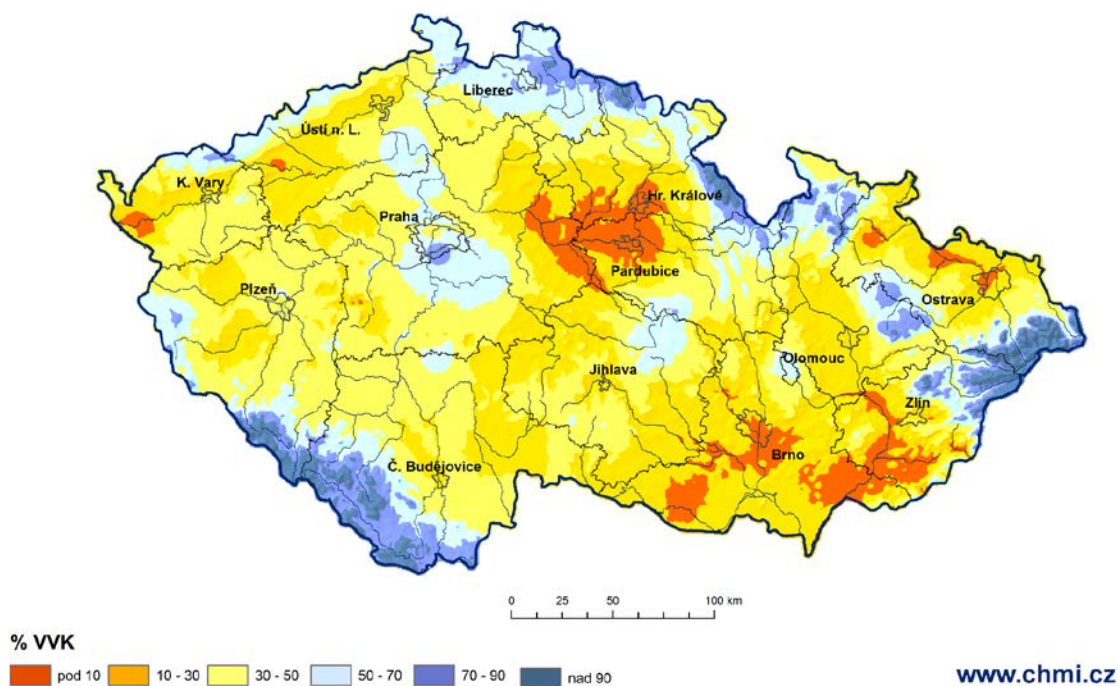 Liberec
Ústí n. L.
K. Vary
Hr. Králové
Praha
Pardubice
Plzeň
Ostrava
Olomouc
Jihlava
Zlín
Brno
Č. Budějovice
0 25 50 100 km
% VVK
pod 10 10 - 30 30 - 50 50 - 70 70 - 90 nad 90
www.chmi.cz